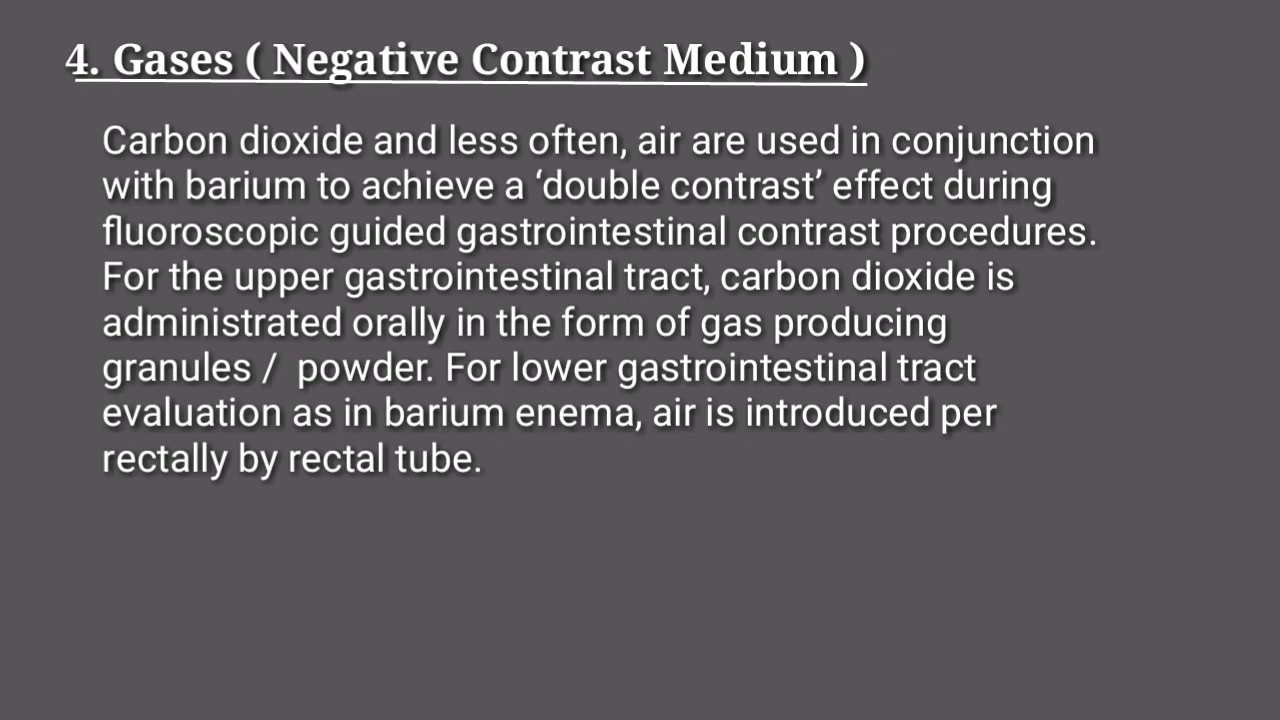 4. Gases ( Negative Contrast Medium )
Carbon dioxide and less often, air are used in conjunction
with barium to achieve a ‘double contrast’ effect during
fluoroscopic guided gastrointestinal contrast procedures.
For the upper gastrointestinal tract, carbon dioxide is
administrated orally in the form of gas producing
granules / powder. For lower gastrointestinal tract
evaluation as in barium enema, air is introduced per
rectally by rectal tube.